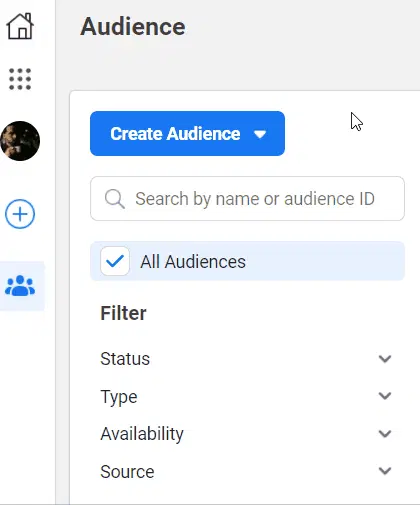 Audience
Create Audience
Search by name or audience ID
All Audiences
Filter
Status
Type
Availability
Source